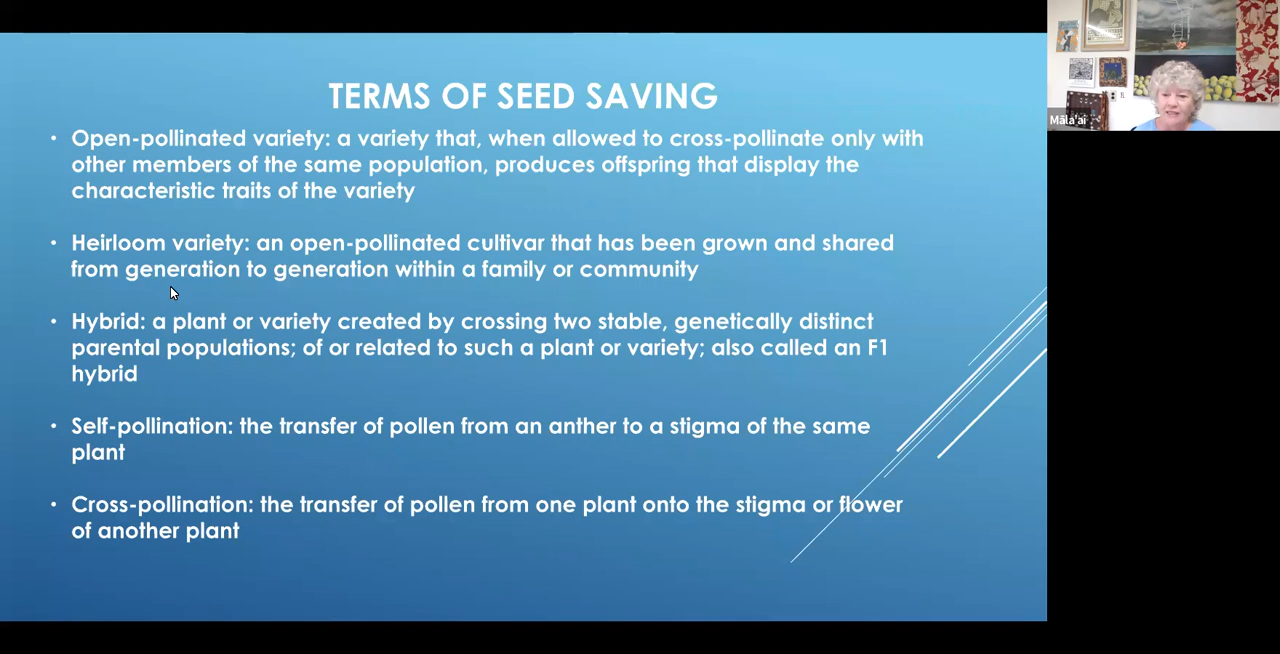 TERMS OF SEED SAVING
• Open-pollinated variety: a variety that, when allowed to cross-pollinate only with
other members of the same population, produces offspring that display the
characteristic traits of the variety
• Heirloom variety: an open-pollinated cultivar that has been grown and shared
from generation to generation within a family or community
• Hybrid: a plant or variety created by crossing two stable, genetically distinct
parental populations; of or related to such a plant or variety; also called an F1
hybrid
• Self-pollination: the transfer of pollen from an anther to a stigma of the same
plant
• Cross-pollination: the transfer of pollen from one plant onto the stigma or flower
of another plant
Māla'ai